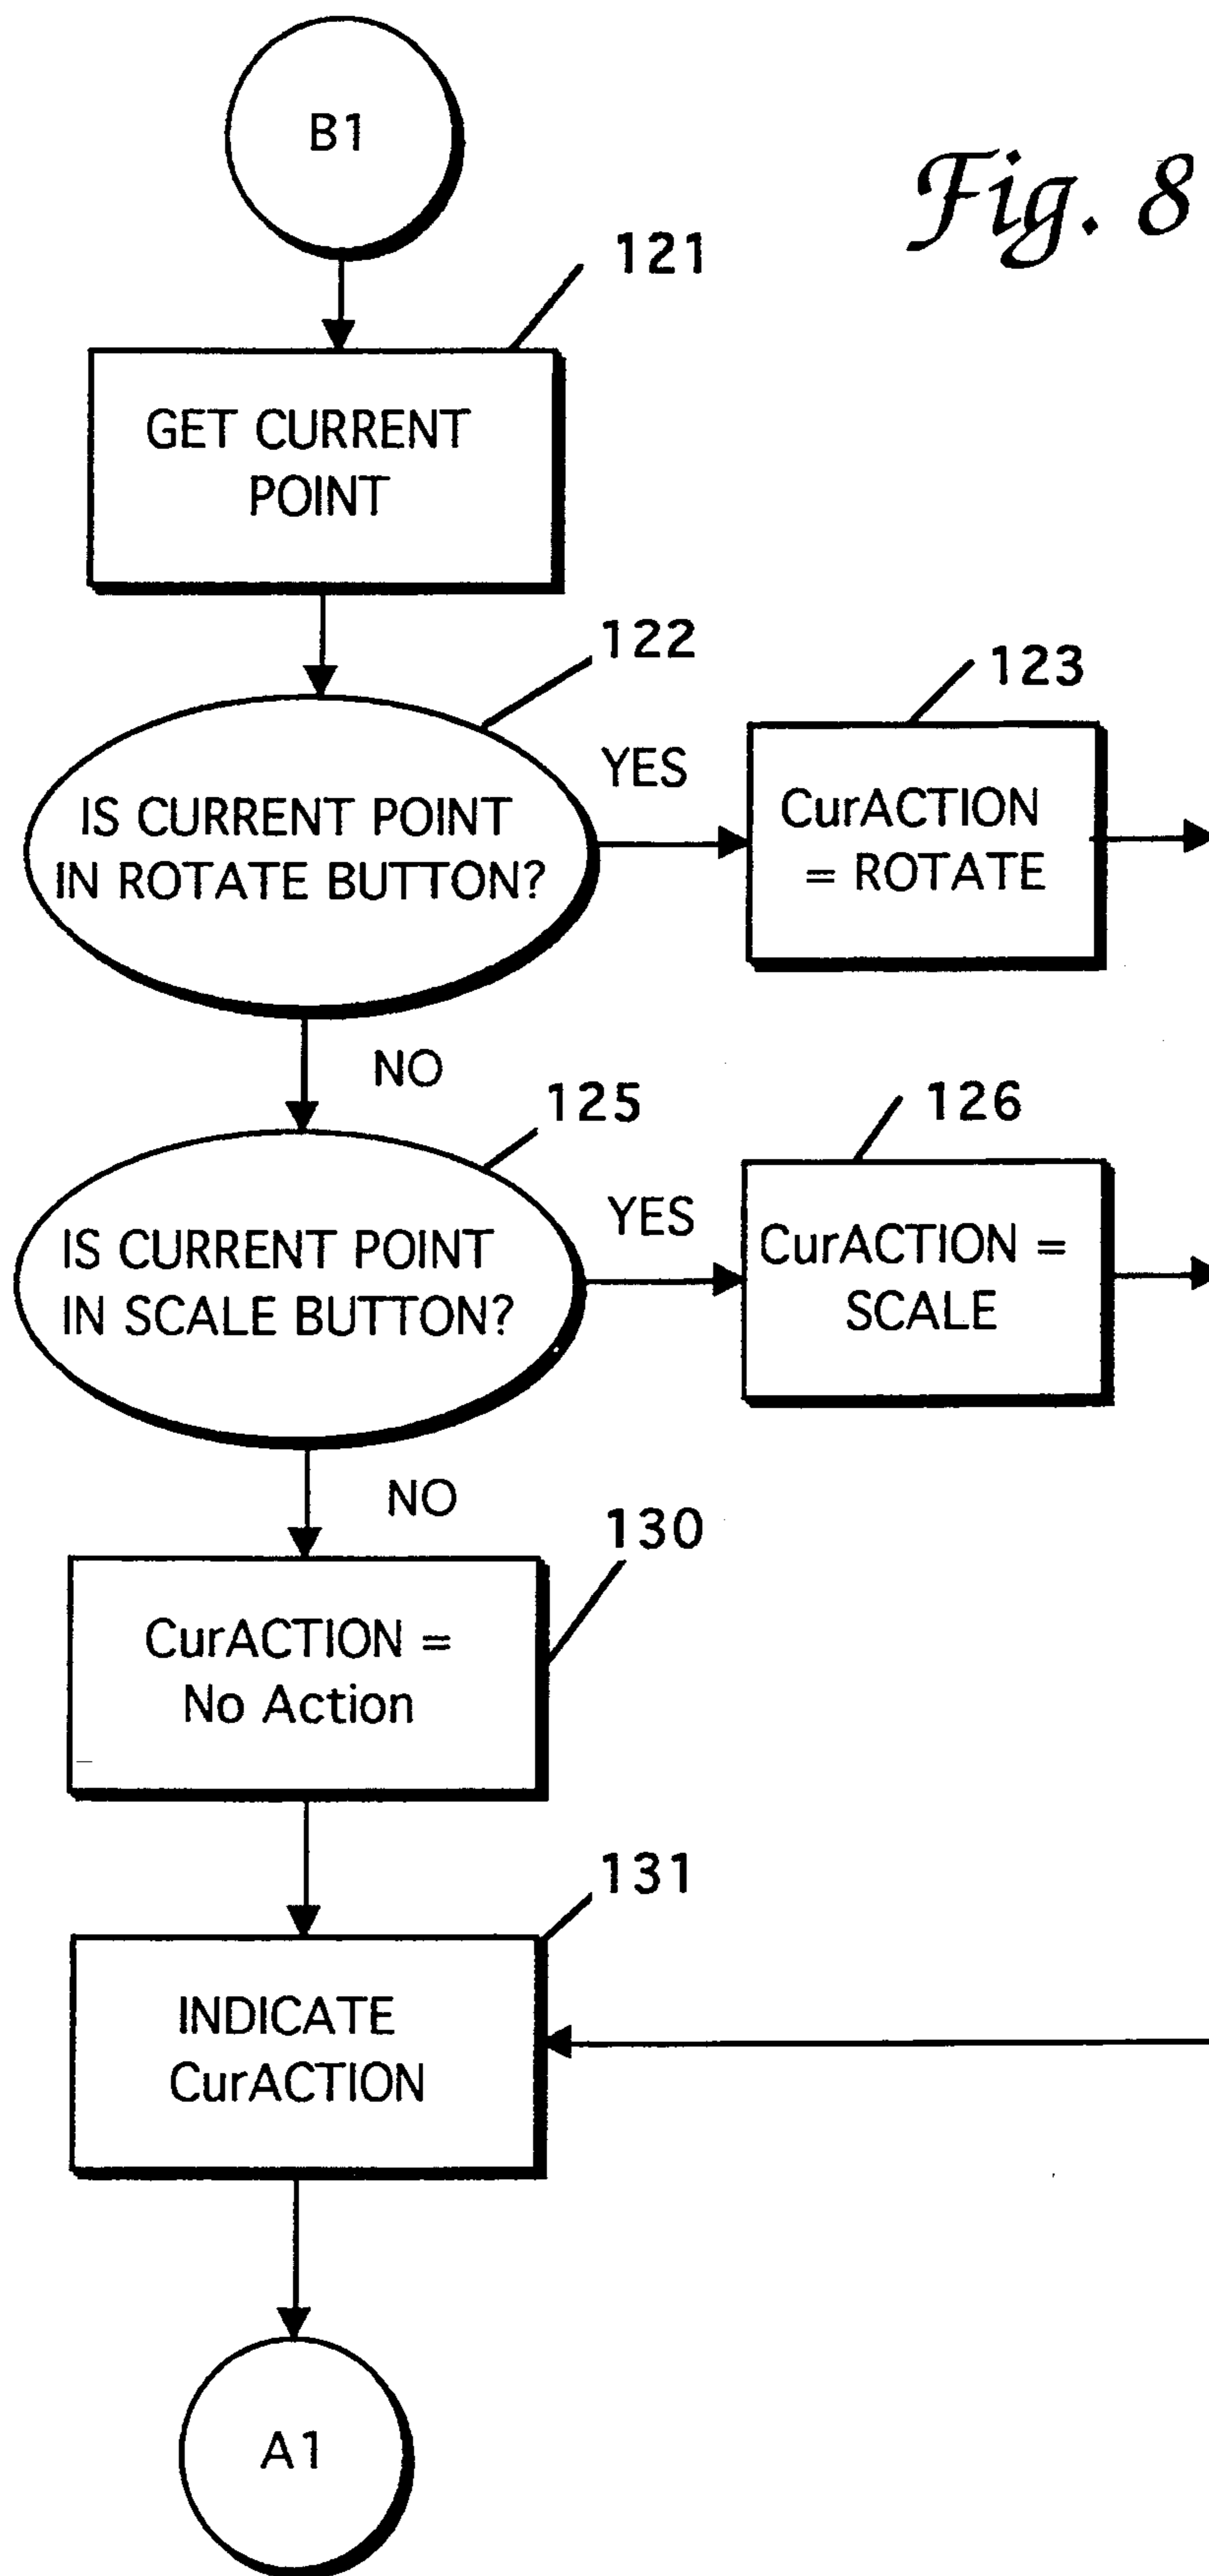 B1
Fig. 8
121
GET CURRENT
POINT
122
IS CURRENT POINT
IN ROTATE BUTTON?
YES
123
CurACTION
= ROTATE
NO
125
IS CURRENT POINT
IN SCALE BUTTON?
YES
126
CurACTION =
SCALE
NO
130
CurACTION =
No Action
131
INDICATE
CurACTION
A1